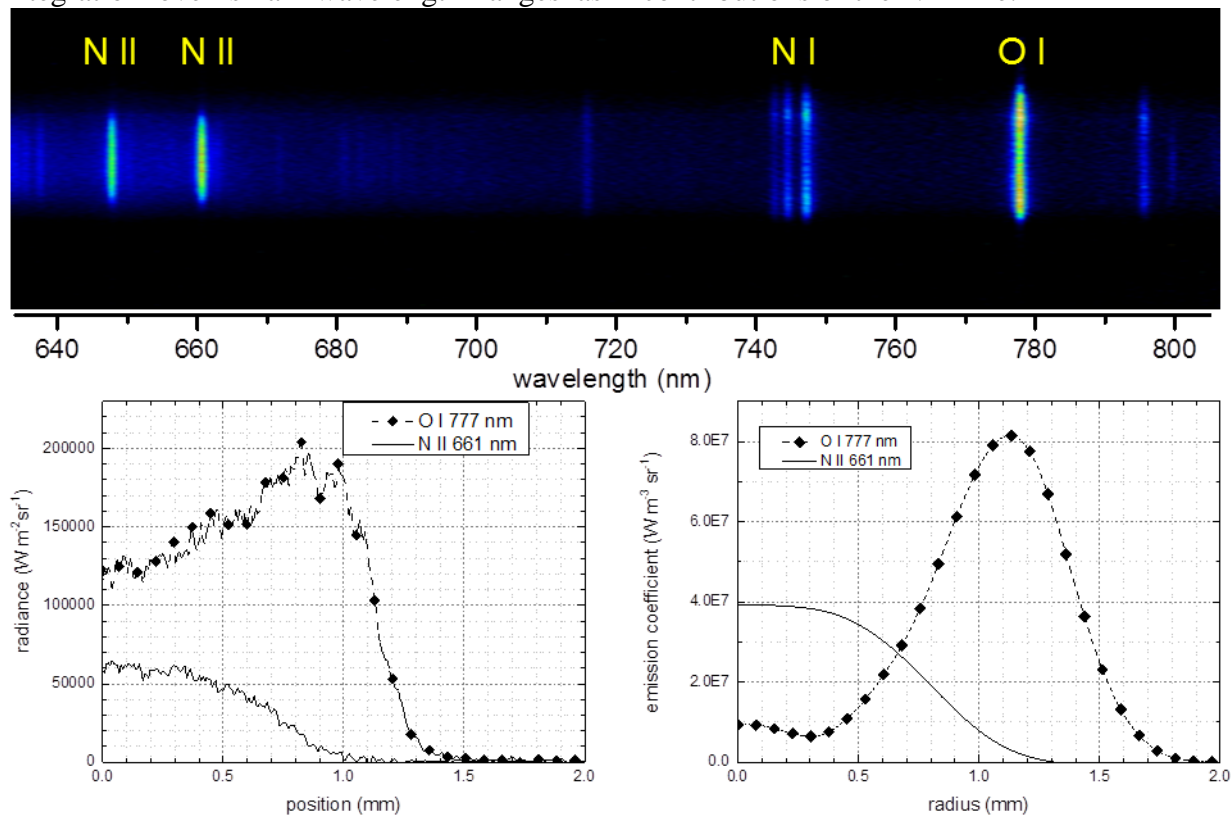 N II N II N I O I
640 660 680 700 720 740 760 780 800
wavelength (nm)
O I 777 nm
N II 661 nm
200000
150000
100000
50000
0
radiance (W m⁻² sr⁻¹)
0.0 0.5 1.0 1.5 2.0
position (mm)
O I 777 nm
N II 661 nm
8.0E7
6.0E7
4.0E7
2.0E7
0.0
emission coefficient (W m⁻³ sr⁻¹)
0.0 0.5 1.0 1.5 2.0
radius (mm)